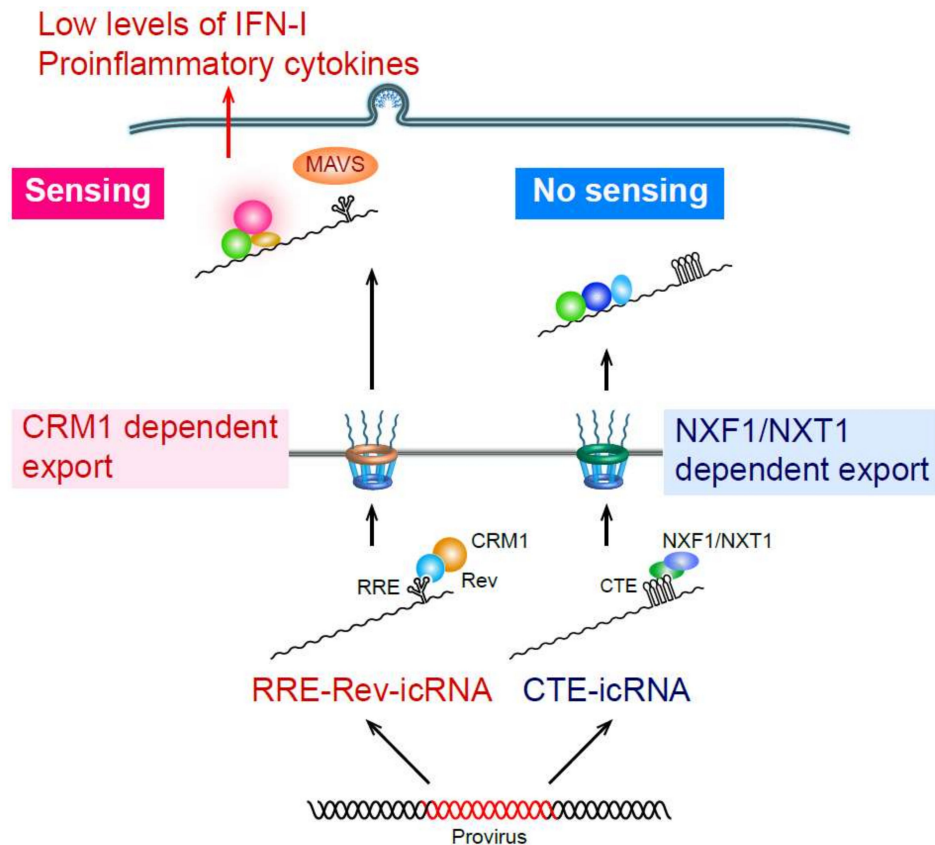 Low levels of IFN-I
Proinflammatory cytokines
MAVS
Sensing
No sensing
CRM1 dependent
export
NXF1/NXT1
dependent export
CRM1
RRE
Rev
NXF1/NXT1
CTE
RRE-Rev-icRNA
CTE-icRNA
Provirus